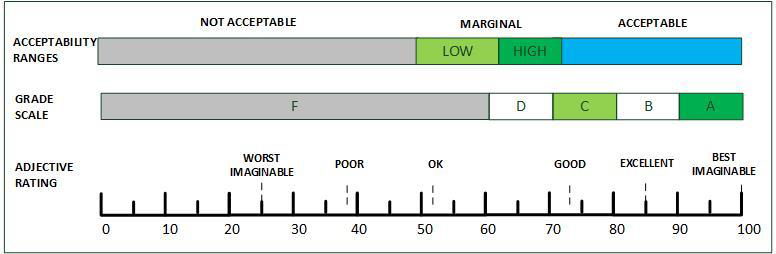 NOT ACCEPTABLE MARGINAL ACCEPTABLE
ACCEPTABILITY
RANGES
LOW HIGH
GRADE
SCALE
F D C B A
ADJECTIVE
RATING
WORST
IMAGINABLE
POOR OK GOOD EXCELLENT
BEST
IMAGINABLE
0 10 20 30 40 50 60 70 80 90 100